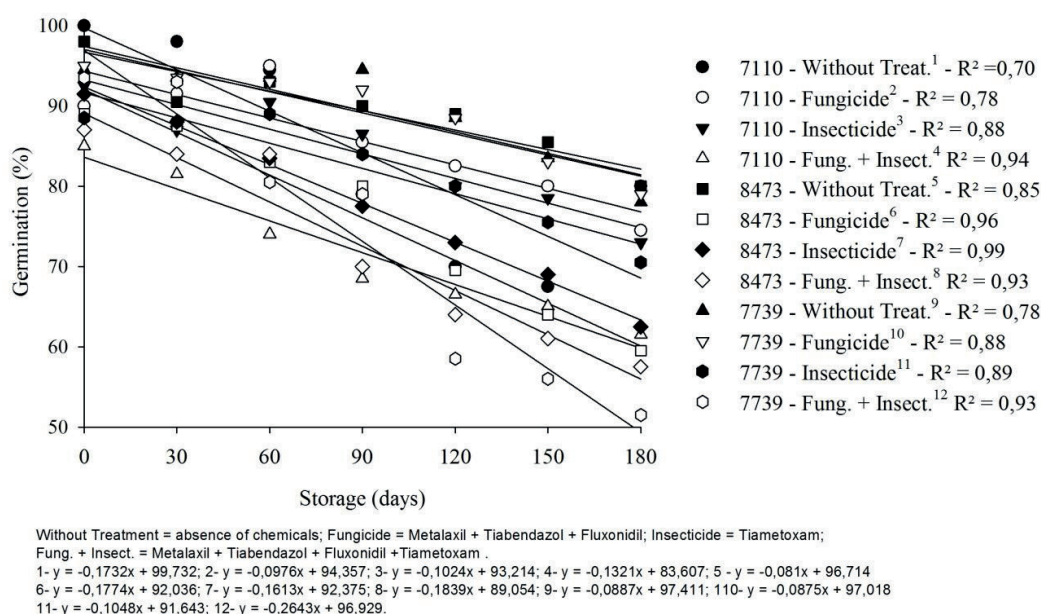 100
90
80
70
60
50
Germination (%)
0 30 60 90 120 150 180
Storage (days)
7110 - Without Treat.¹ - R² =0,70
7110 - Fungicide² - R² = 0,78
7110 - Insecticide³ - R² = 0,88
7110 - Fung. + Insect.⁴ R² = 0,94
8473 - Without Treat.⁵ - R² = 0,85
8473 - Fungicide⁶ - R² = 0,96
8473 - Insecticide⁷ - R² = 0,99
8473 - Fung. + Insect.⁸ R² = 0,93
7739 - Without Treat.⁹ - R² = 0,78
7739 - Fungicide¹⁰ - R² = 0,88
7739 - Insecticide¹¹ - R² = 0,89
7739 - Fung. + Insect.¹² R² = 0,93
Without Treatment = absence of chemicals; Fungicide = Metalaxil + Tiabendazol + Fluxonidil; Insecticide = Tiametoxam;
Fung. + Insect. = Metalaxil + Tiabendazol + Fluxonidil +Tiametoxam .
1- y = -0,1732x + 99,732; 2- y = -0,0976x + 94,357; 3- y = -0,1024x + 93,214; 4- y = -0,1321x + 83,607; 5 - y = -0,081x + 96,714
6- y = -0,1774x + 92,036; 7- y = -0,1613x + 92,375; 8- y = -0,1839x + 89,054; 9- y = -0,0887x + 97,411; 110- y = -0,0875x + 97,018
11- y = -0,1048x + 91,643; 12- y = -0,2643x + 96,929.